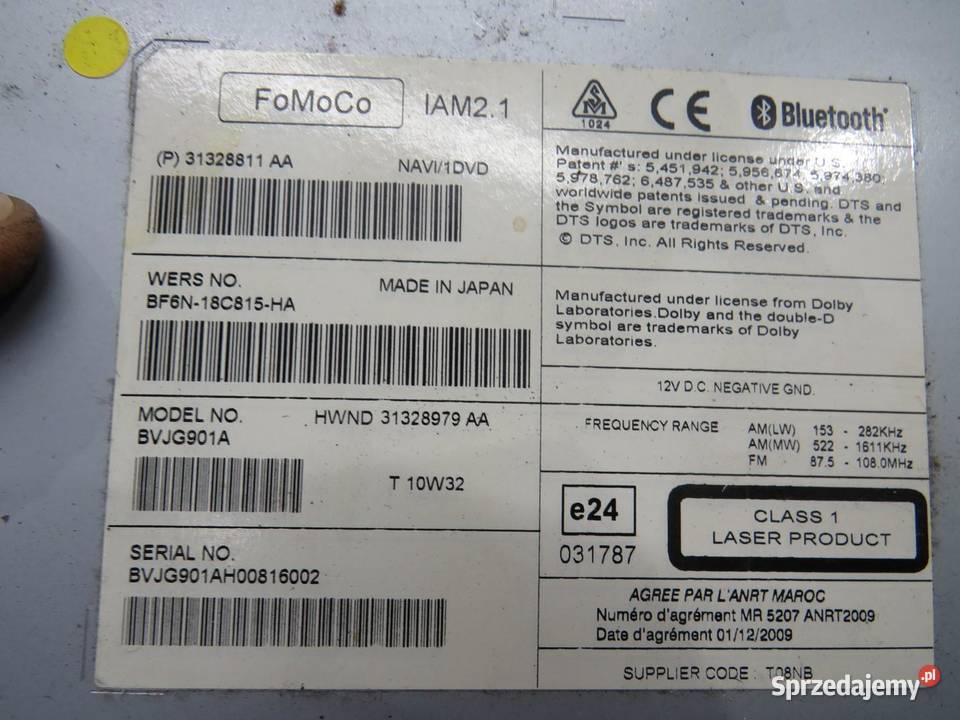 FoMoCo IAM2.1
(P) 31328811 AA NAVI/1DVD
WERS NO. MADE IN JAPAN
BF6N-18C815-HA
MODEL NO. HWND 31328979 AA
BVJG901A
T 10W32
SERIAL NO.
BVJG901AH00816002
1024 CE Bluetooth®
Manufactured under license under U.S.
Patent #'s: 5,451,942; 5,956,674; 5,974,380;
5,978,762; 6,487,535 & other U.S. and
worldwide patents issued & pending. DTS and
the Symbol are registered trademarks & the
DTS logos are trademarks of DTS, Inc.
© DTS, Inc. All Rights Reserved.
Manufactured under license from Dolby
Laboratories.Dolby and the double-D
symbol are trademarks of Dolby
Laboratories.
12V D.C. NEGATIVE GND.
FREQUENCY RANGE AM(LW) 153 - 282KHz
AM(MW) 522 - 1611KHz
FM 87.5 - 108.0MHz
e24
031787
CLASS 1
LASER PRODUCT
AGREE PAR L'ANRT MAROC
Numéro d'agrément MR 5207 ANRT2009
Date d'agrément 01/12/2009
SUPPLIER CODE : T08NB
Sprzedajemy.pl